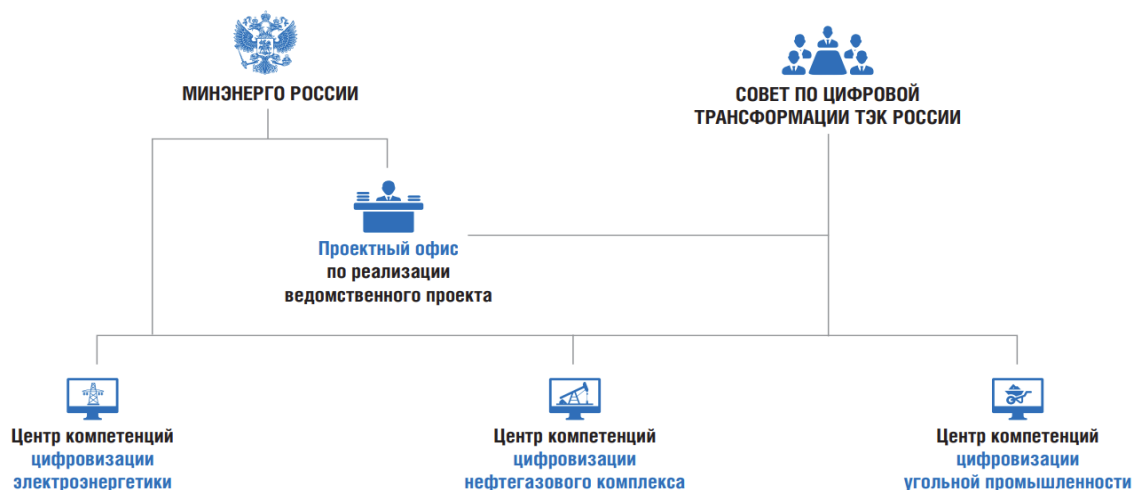 МИНЭНЕРГО РОССИИ
СОВЕТ ПО ЦИФРОВОЙ
ТРАНСФОРМАЦИИ ТЭК РОССИИ
Проектный офис
по реализации
ведомственного проекта
Центр компетенций
цифровизации
электроэнергетики
Центр компетенций
цифровизации
нефтегазового комплекса
Центр компетенций
цифровизации
угольной промышленности